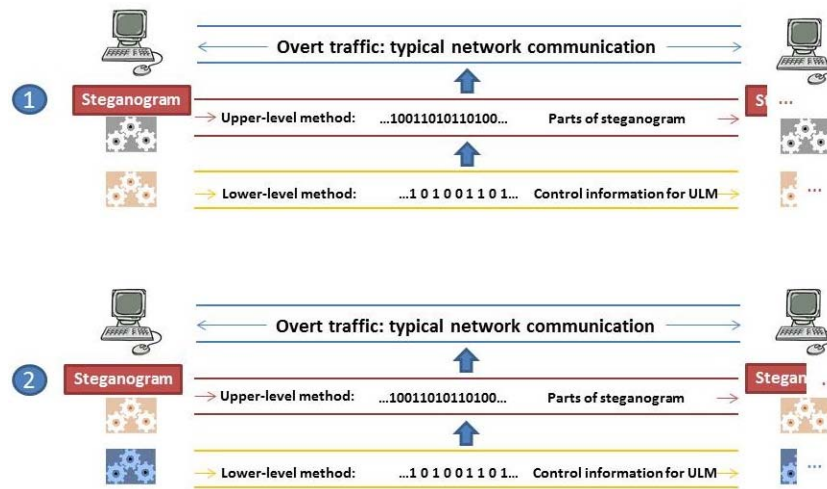 Overt traffic: typical network communication
1
Steganogram
St ...
Upper-level method: ...10011010110100... Parts of steganogram
Lower-level method: ...1 0 1 0 0 1 1 0 1... Control information for ULM
...
Overt traffic: typical network communication
2
Steganogram
Stegan .
Upper-level method: ...10011010110100... Parts of steganogram
Lower-level method: ...1 0 1 0 0 1 1 0 1... Control information for ULM
...